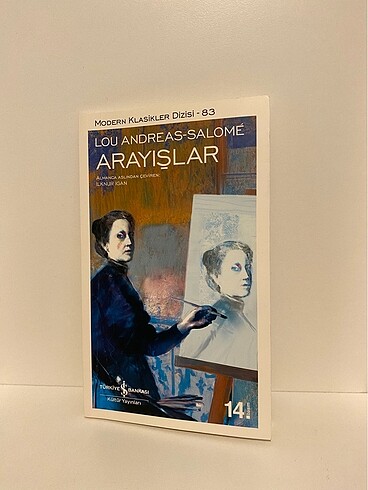 MODERN KLASİKLER DİZİSİ - 83
LOU ANDREAS-SALOMÉ
ARAYIŞLAR
ALMANCA ASLINDAN ÇEVİREN:
İLKNUR İGAN
TÜRKİYE İŞ BANKASI
Kültür Yayınları
14.